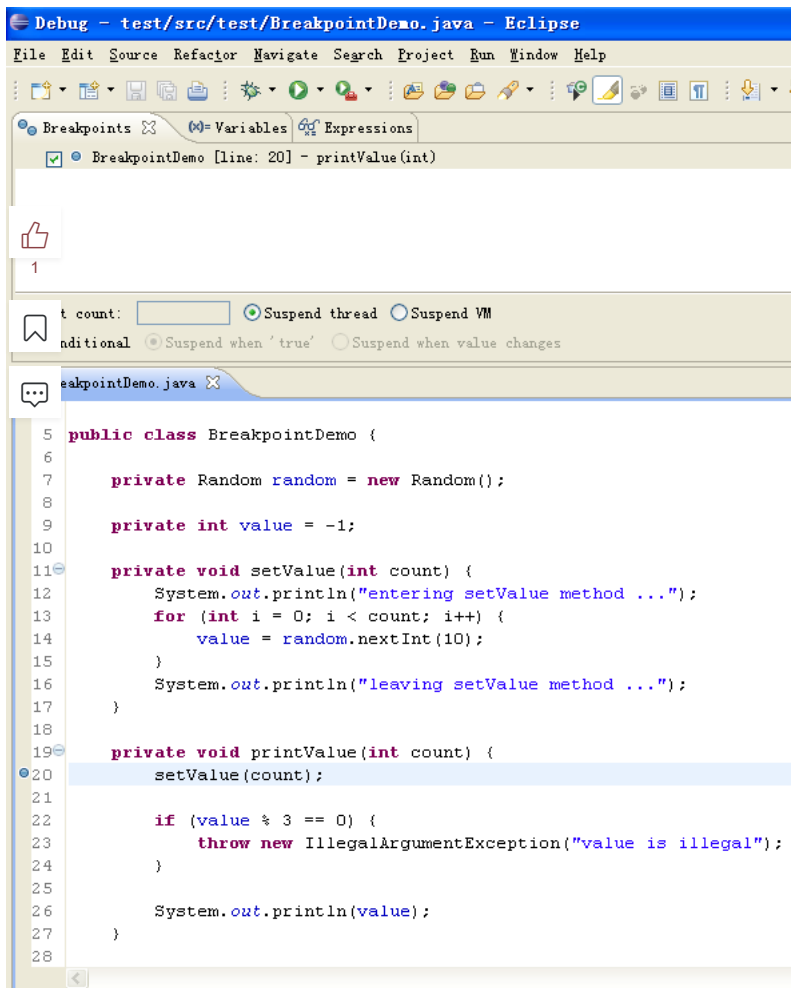 Debug - test/src/test/BreakpointDemo.java - Eclipse
File Edit Source Refactor Navigate Search Project Run Window Help
Breakpoints (x)= Variables Expressions
BreakpointDemo [line: 20] - printValue(int)
1
t count: Suspend thread Suspend VM
nditional Suspend when 'true' Suspend when value changes
eakpointDemo.java
5 public class BreakpointDemo {
6
7 private Random random = new Random();
8
9 private int value = -1;
10
11 private void setValue(int count) {
12 System.out.println("entering setValue method ...");
13 for (int i = 0; i < count; i++) {
14 value = random.nextInt(10);
15 }
16 System.out.println("leaving setValue method ...");
17 }
18
19 private void printValue(int count) {
20 setValue(count);
21
22 if (value % 3 == 0) {
23 throw new IllegalArgumentException("value is illegal");
24 }
25
26 System.out.println(value);
27 }
28